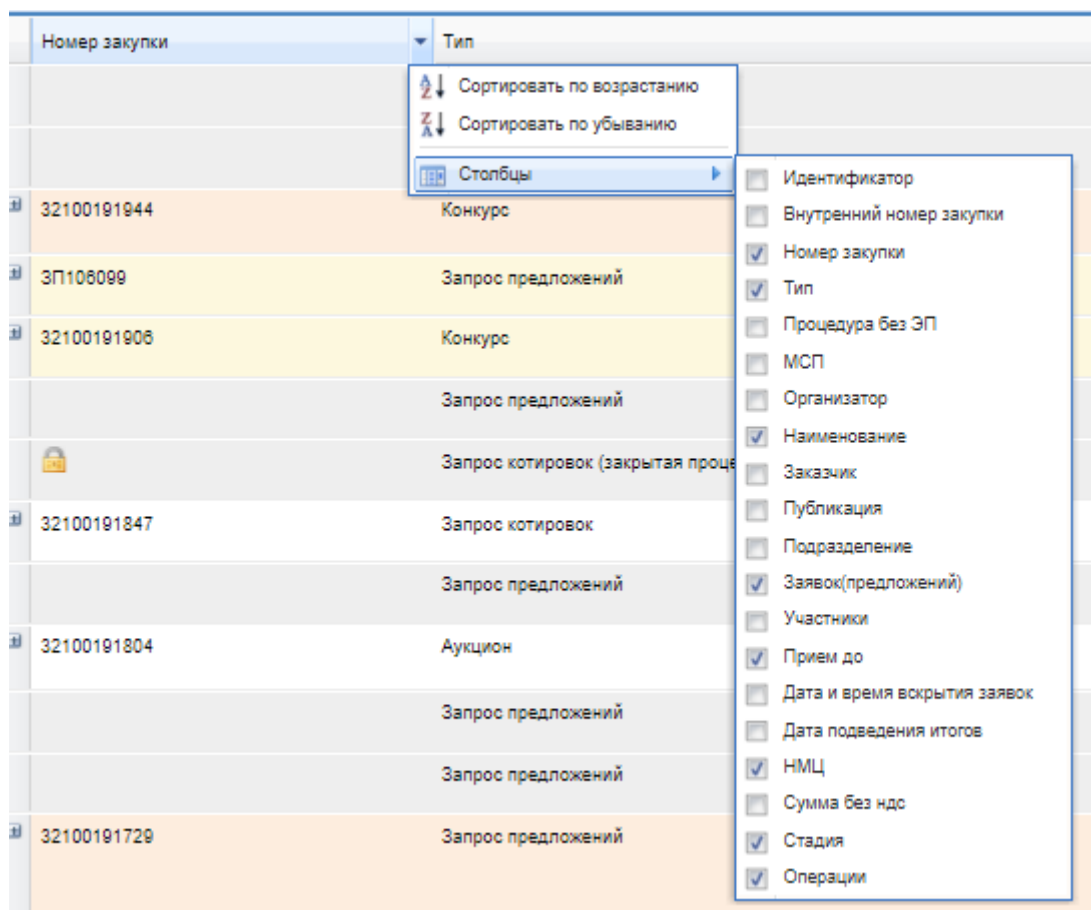 Номер закупки
Тип
Сортировать по возрастанию
Сортировать по убыванию
Столбцы
Идентификатор
Внутренний номер закупки
Номер закупки
Тип
Процедура без ЭП
МСП
Организатор
Наименование
Заказчик
Публикация
Подразделение
Заявок(предложений)
Участники
Прием до
Дата и время вскрытия заявок
Дата подведения итогов
НМЦ
Сумма без ндс
Стадия
Операции
32100191944 Конкурс
ЗП106099 Запрос предложений
32100191906 Конкурс
Запрос предложений
Запрос котировок (закрытая проце
32100191847 Запрос котировок
Запрос предложений
32100191804 Аукцион
Запрос предложений
Запрос предложений
32100191729 Запрос предложений